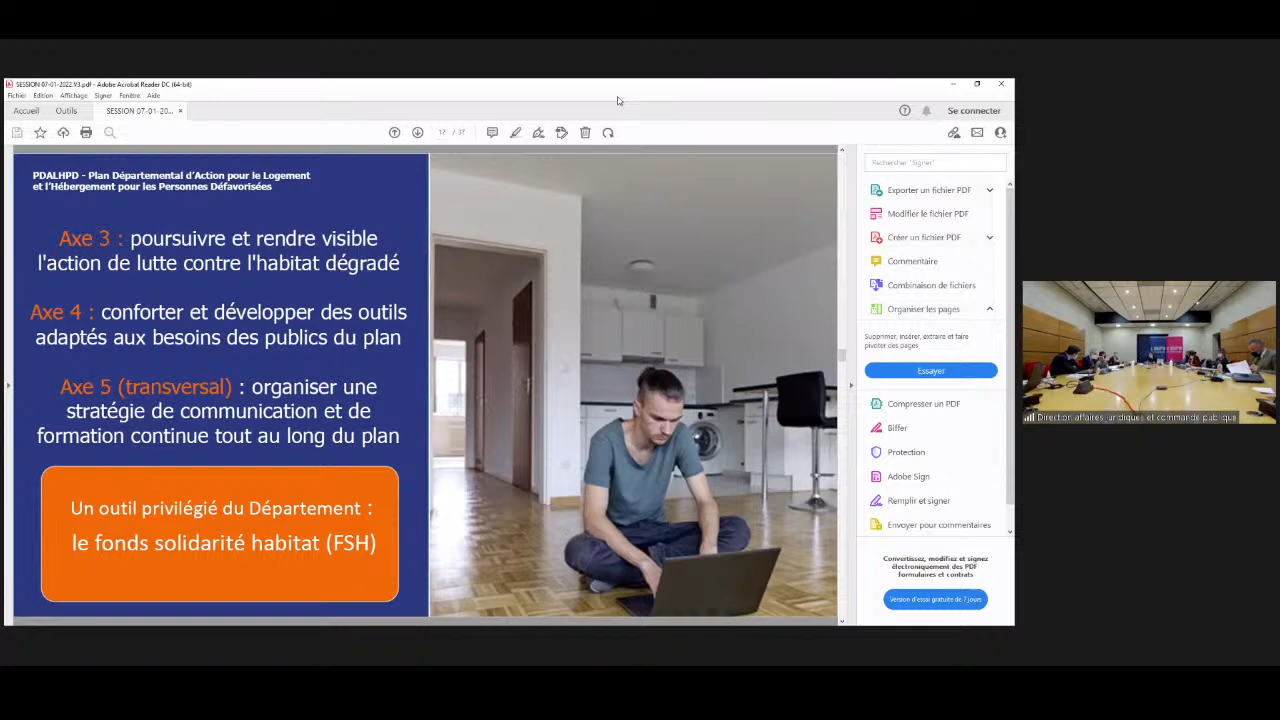 SESSION 07-01-2022.V3.pdf - Adobe Acrobat Reader DC (64-bit)
Fichier Edition Affichage Signer Fenêtre Aide
Accueil Outils SESSION 07-01-20... × Se connecter
17 / 37
PDALHPD - Plan Départemental d'Action pour le Logement
et l'Hébergement pour les Personnes Défavorisées
Axe 3 : poursuivre et rendre visible
l'action de lutte contre l'habitat dégradé
Axe 4 : conforter et développer des outils
adaptés aux besoins des publics du plan
Axe 5 (transversal) : organiser une
stratégie de communication et de
formation continue tout au long du plan
Un outil privilégié du Département :
le fonds solidarité habitat (FSH)
Rechercher "Signer"
Exporter un fichier PDF
Modifier le fichier PDF
Créer un fichier PDF
Commentaire
Combinaison de fichiers
Organiser les pages
Supprimer, insérer, extraire et faire
pivoter des pages
Essayer
Compresser un PDF
Biffer
Protection
Adobe Sign
Remplir et signer
Envoyer pour commentaires
Convertissez, modifiez et signez
électroniquement des PDF
formulaires et contrats
Version d'essai gratuite de 7 jours
Direction affaires juridiques et commande publique